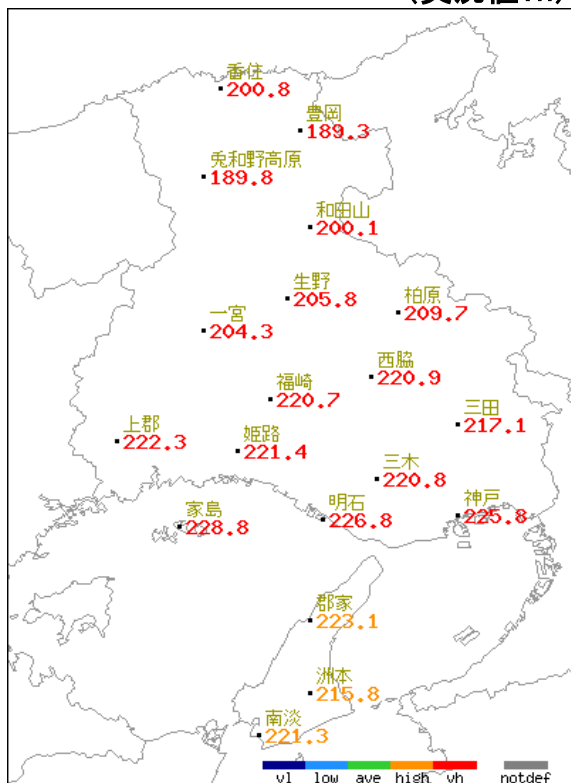 香住
200.8
豊岡
189.3
兎和野高原
189.8
和田山
200.1
生野
205.8
柏原
209.7
一宮
204.3
西脇
220.9
福崎
220.7
三田
217.1
上郡
222.3
姫路
221.4
三木
220.8
家島
228.8
明石
226.8
神戸
225.8
郡家
223.1
洲本
215.8
南淡
221.3
vl low ave high vh notdef